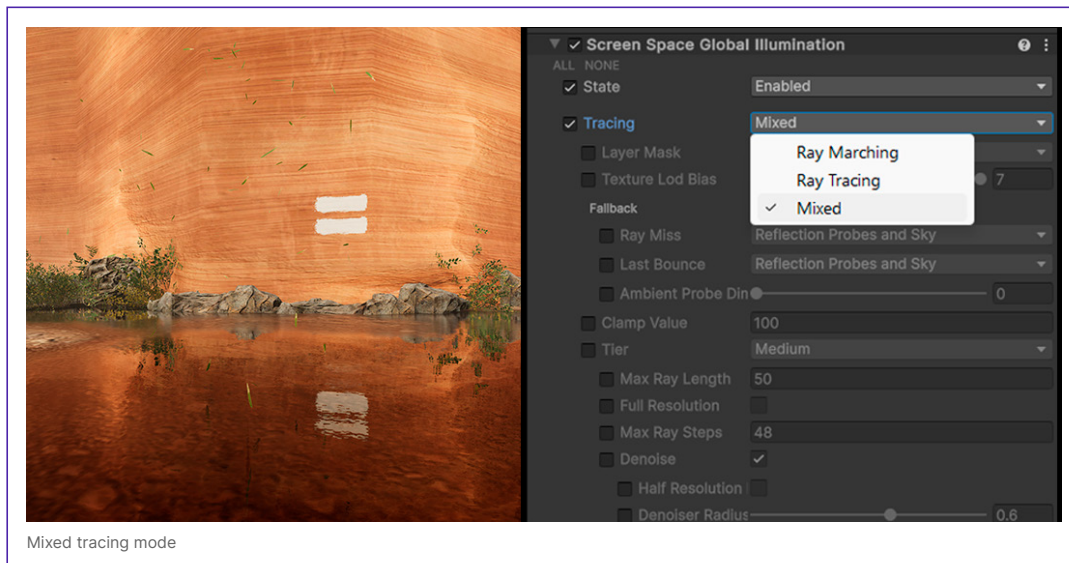 Screen Space Global Illumination
ALL NONE
State Enabled
Tracing Mixed
Layer Mask
Ray Marching
Texture Lod Bias 7
Ray Tracing
Fallback
Mixed
Ray Miss Reflection Probes and Sky
Last Bounce Reflection Probes and Sky
Ambient Probe Din 0
Clamp Value 100
Tier Medium
Max Ray Length 50
Full Resolution
Max Ray Steps 48
Denoise
Half Resolution
Denoiser Radius 0.6
Mixed tracing mode